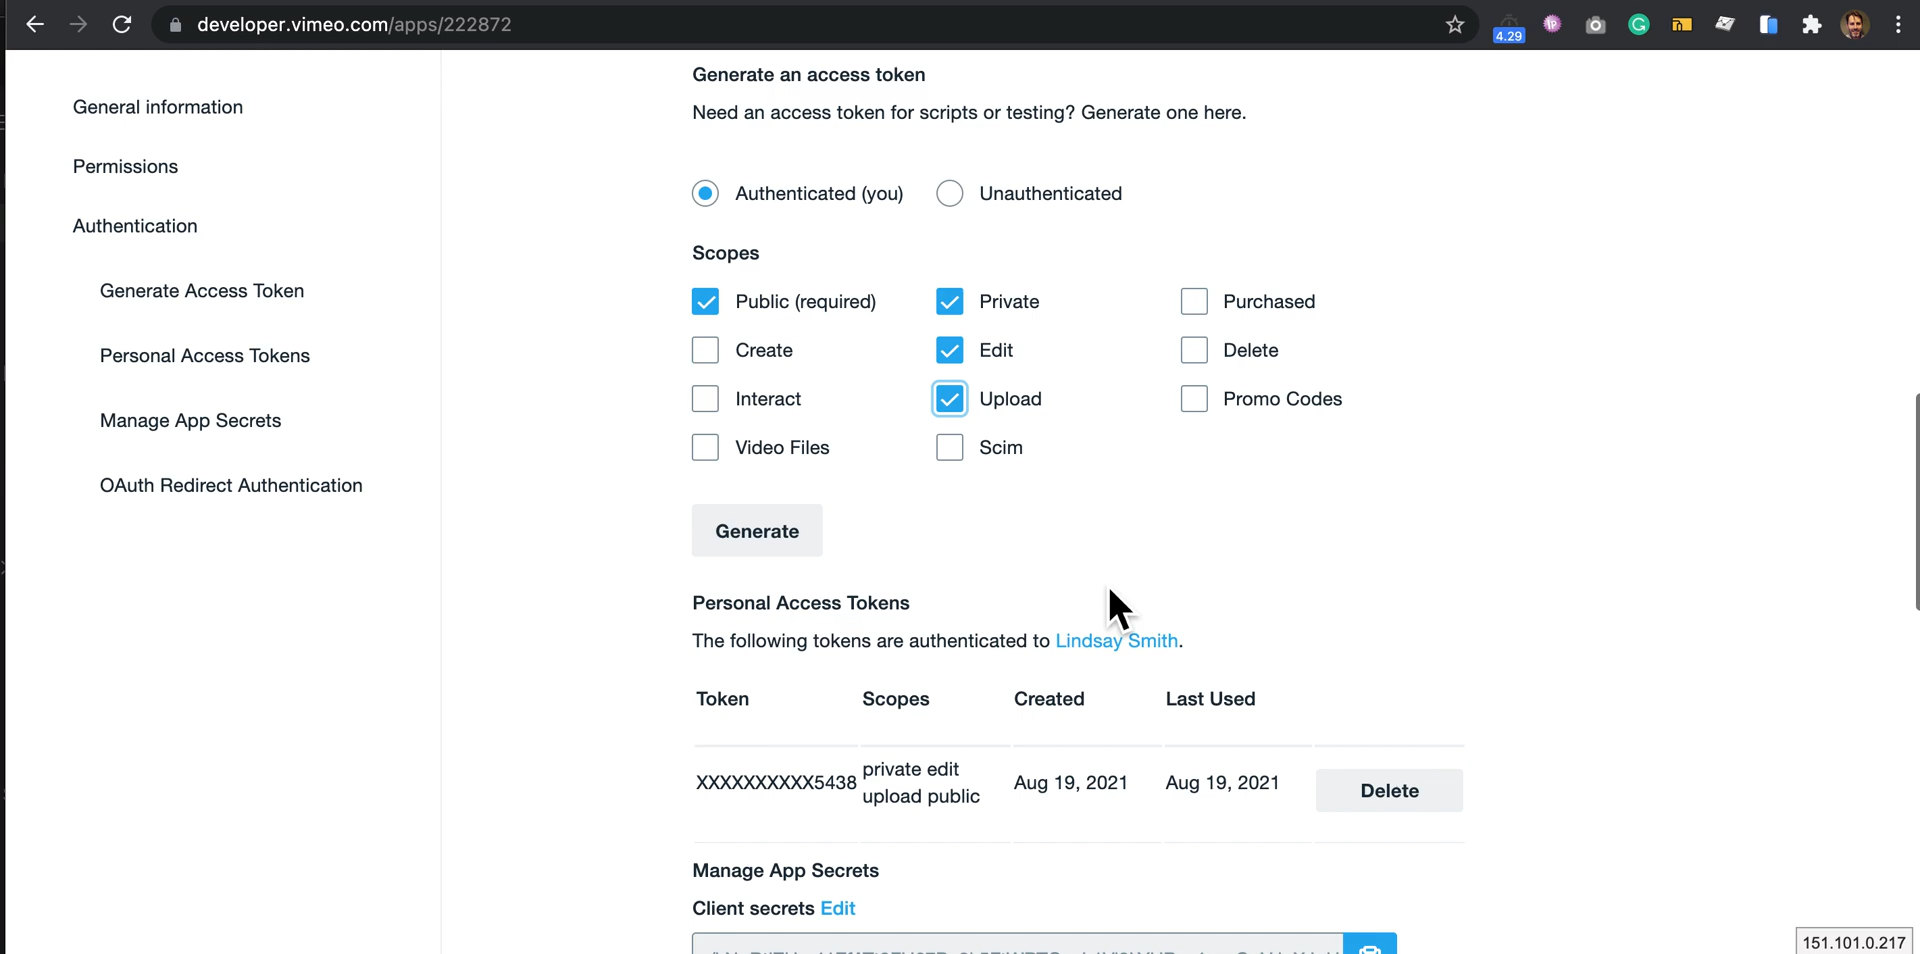 developer.vimeo.com/apps/222872
4.29
General information
Permissions
Authentication
Generate Access Token
Personal Access Tokens
Manage App Secrets
OAuth Redirect Authentication
Generate an access token
Need an access token for scripts or testing? Generate one here.
Authenticated (you) Unauthenticated
Scopes
Public (required) Private Purchased
Create Edit Delete
Interact Upload Promo Codes
Video Files Scim
Generate
Personal Access Tokens
The following tokens are authenticated to Lindsay Smith.
Token Scopes Created Last Used
XXXXXXXXXX5438 private edit upload public Aug 19, 2021 Aug 19, 2021 Delete
Manage App Secrets
Client secrets Edit
151.101.0.217